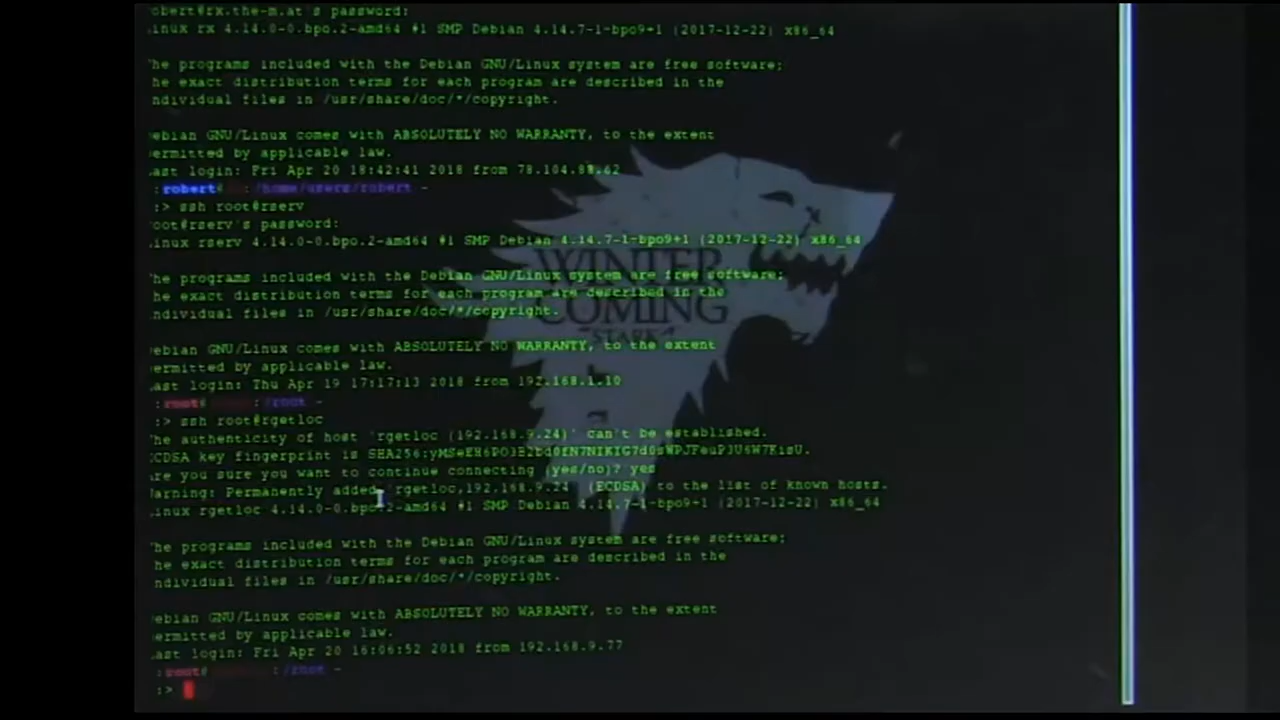 obert@rx.the-m.at's password:
inux rx 4.14.0-0.bpo.2-amd64 #1 SMP Debian 4.14.7-1~bpo9+1 (2017-12-22) x86_64
he programs included with the Debian GNU/Linux system are free software;
he exact distribution terms for each program are described in the
ndividual files in /usr/share/doc/*/copyright.
ebian GNU/Linux comes with ABSOLUTELY NO WARRANTY, to the extent
ermitted by applicable law.
ast login: Fri Apr 20 18:42:41 2018 from 78.104.88.62
:robert@ :/home/users/robert -
:> ssh root@rserv
oot@rserv's password:
inux rserv 4.14.0-0.bpo.2-amd64 #1 SMP Debian 4.14.7-1~bpo9+1 (2017-12-22) x86_64
he programs included with the Debian GNU/Linux system are free software;
he exact distribution terms for each program are described in the
ndividual files in /usr/share/doc/*/copyright.
WINTER
COMING
STARK
ebian GNU/Linux comes with ABSOLUTELY NO WARRANTY, to the extent
ermitted by applicable law.
ast login: Thu Apr 19 17:17:13 2018 from 192.168.1.10
:root@ :/root -
:> ssh root@rgetloc
he authenticity of host 'rgetloc (192.168.9.24)' can't be established.
CDSA key fingerprint is
re you sure you want to continue connecting (yes/no)? yes
arning: Permanently added 'rgetloc,192.168.9.24' (ECDSA) to the list of known hosts.
inux rgetloc 4.14.0-0.bpo.2-amd64 #1 SMP Debian 4.14.7-1~bpo9+1 (2017-12-22) x86_64
he programs included with the Debian GNU/Linux system are free software;
he exact distribution terms for each program are described in the
ndividual files in /usr/share/doc/*/copyright.
ebian GNU/Linux comes with ABSOLUTELY NO WARRANTY, to the extent
ermitted by applicable law.
ast login: Fri Apr 20 16:06:52 2018 from 192.168.9.77
:root@ :/root -
:>